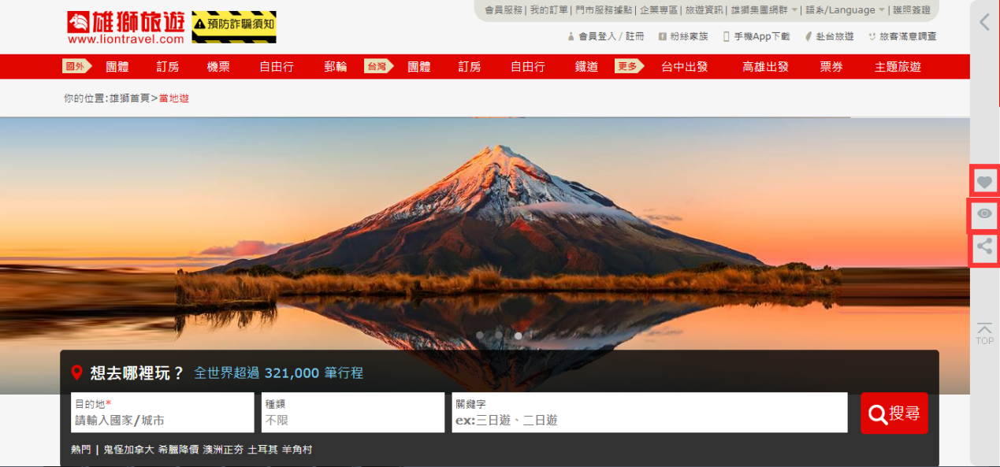 會員服務 | 我的訂單 | 門市服務據點 | 企業專區 | 旅遊資訊 | 雄獅集團網群 | 語系/Language | 護照簽證
雄獅旅遊 預防詐騙須知
www.liontravel.com
會員登入 / 註冊 粉絲家族 手機App下載 赴台旅遊 旅客滿意調查
國外 團體 訂房 機票 自由行 郵輪 台灣 團體 訂房 自由行 鐵道 更多 台中出發 高雄出發 票券 主題旅遊
你的位置:雄獅首頁>當地遊
TOP
想去哪裡玩？ 全世界超過 321,000 筆行程
目的地* 種類 關鍵字
請輸入國家/城市 不限 ex:三日遊、二日遊
搜尋
熱門 | 鬼怪加拿大 希臘降價 澳洲正夯 土耳其 羊角村